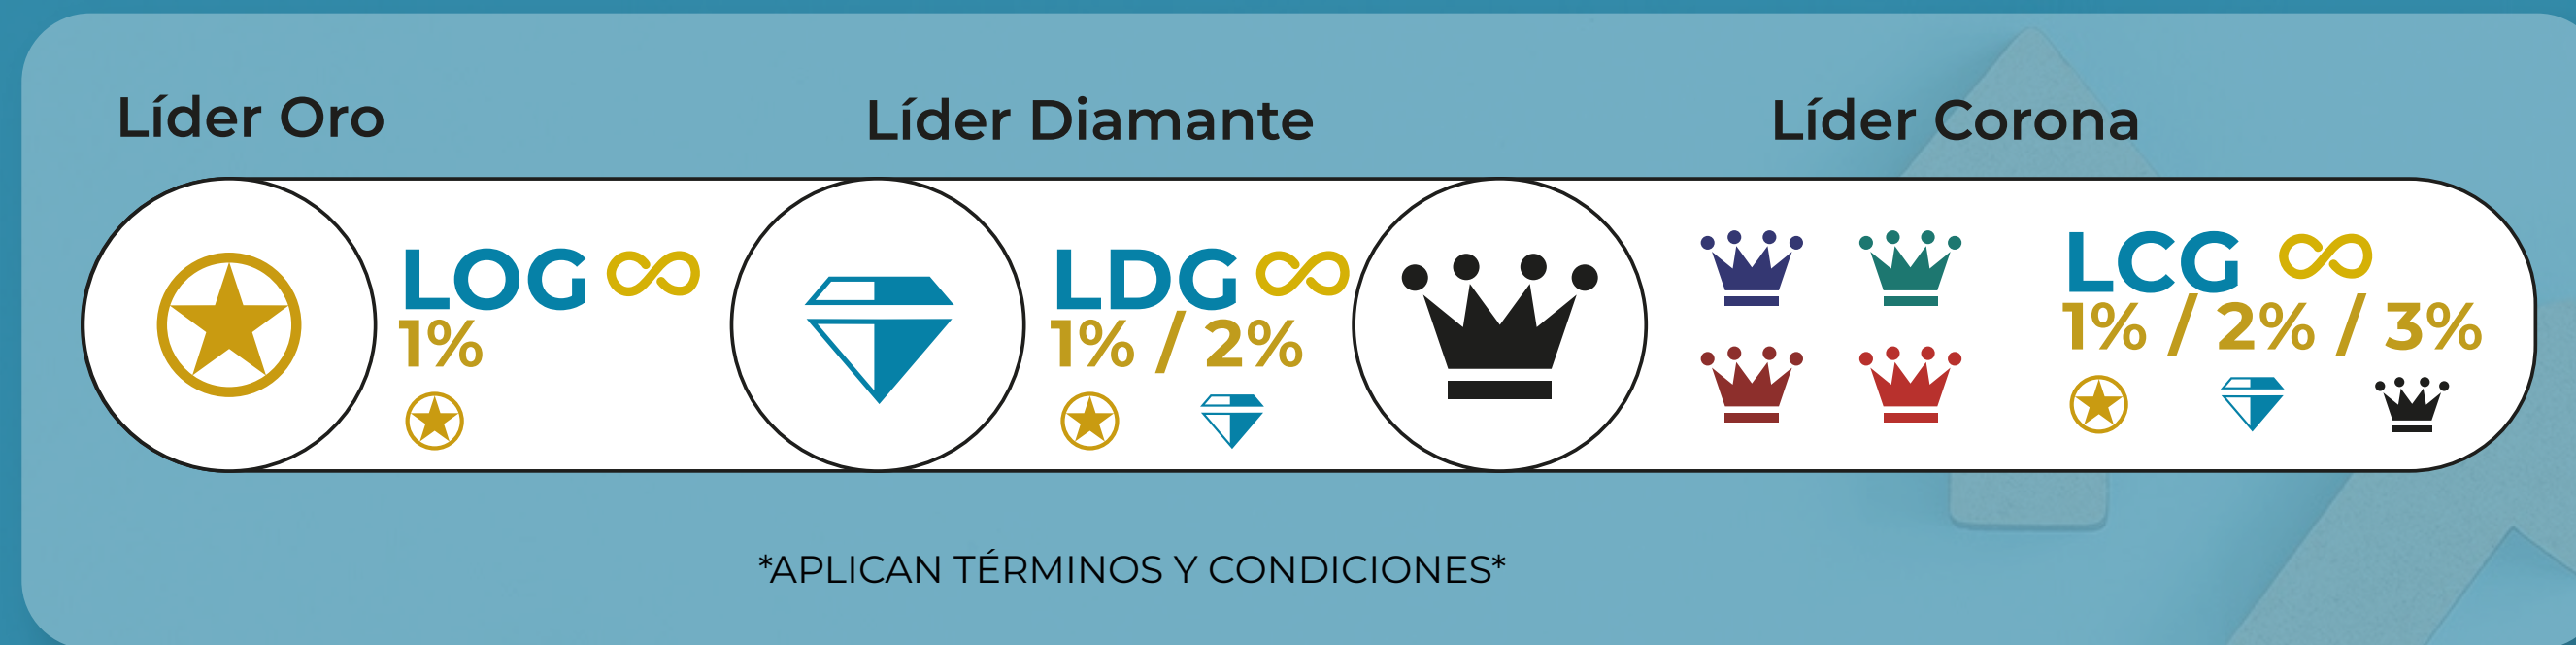 Líder Oro
Líder Diamante
Líder Corona
LOG
1%
LDG
1% / 2%
LCG
1% / 2% / 3%
*APLICAN TÉRMINOS Y CONDICIONES*